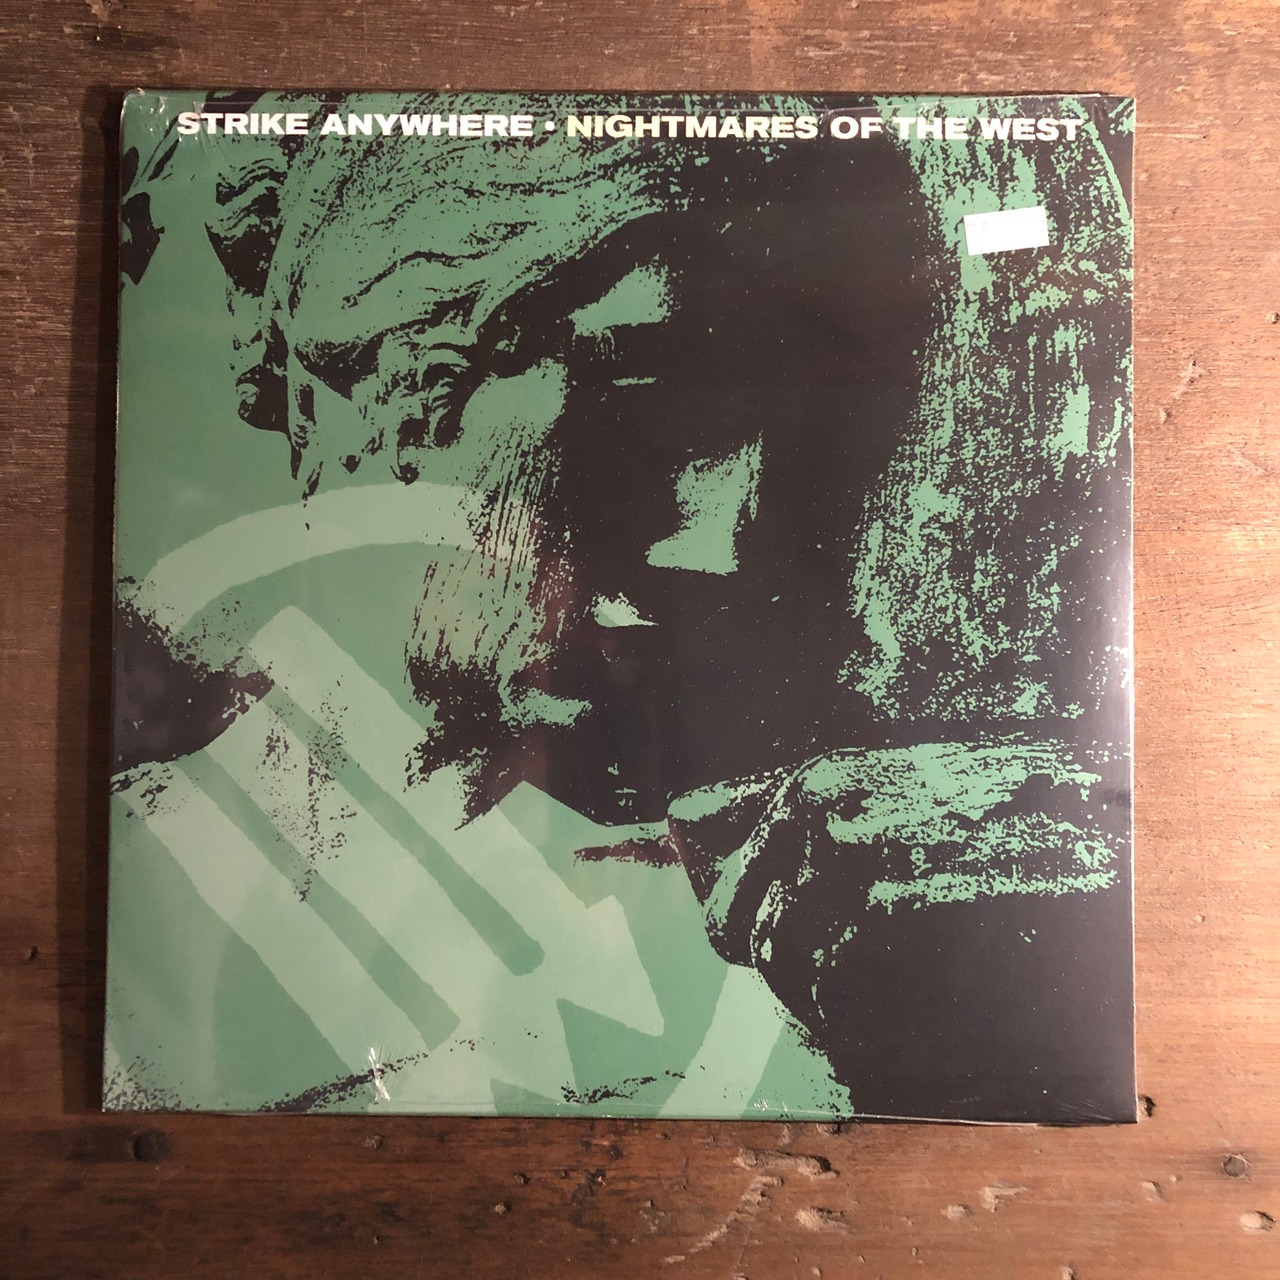 STRIKE ANYWHERE • NIGHTMARES OF THE WEST